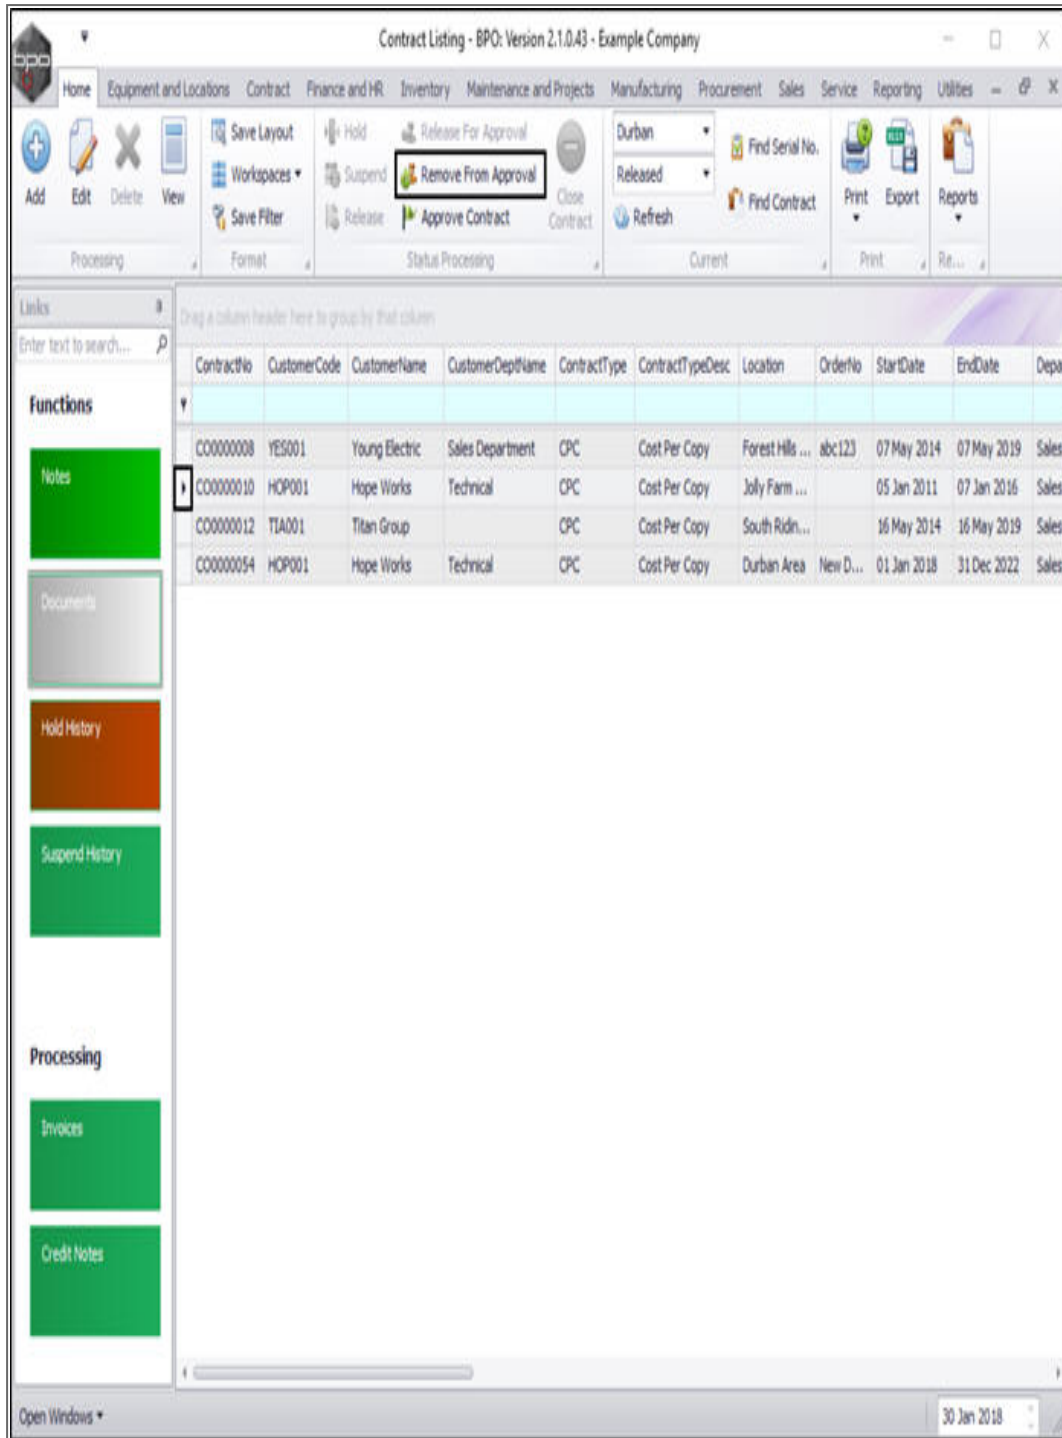 Contract Listing - BPO: Version 2.1.0.43 - Example Company
bpo
Home Equipment and Locations Contract Finance and HR Inventory Maintenance and Projects Manufacturing Procurement Sales Service Reporting Utilities
Add Edit Delete View
Save Layout
Workspaces
Save Filter
Hold
Suspend
Release
Release For Approval
Remove From Approval
Approve Contract
Close Contract
Durban
Released
Refresh
Find Serial No.
Find Contract
Print Export Reports
Processing Format Status Processing Current Print Re...
Links
Enter text to search...
Drag a column header here to group by that column
ContractNo CustomerCode CustomerName CustomerDeptName ContractType ContractTypeDesc Location OrderNo StartDate EndDate Depa
CO0000008 YES001 Young Electric Sales Department CPC Cost Per Copy Forest Hills ... abc123 07 May 2014 07 May 2019 Sales
CO0000010 HOP001 Hope Works Technical CPC Cost Per Copy Jolly Farm ... 05 Jan 2011 07 Jan 2016 Sales
CO0000012 TIA001 Titan Group CPC Cost Per Copy South Ridin... 16 May 2014 16 May 2019 Sales
CO0000054 HOP001 Hope Works Technical CPC Cost Per Copy Durban Area New D... 01 Jan 2018 31 Dec 2022 Sales
Functions
Notes
Documents
Hold History
Suspend History
Processing
Invoices
Credit Notes
Open Windows
30 Jan 2018